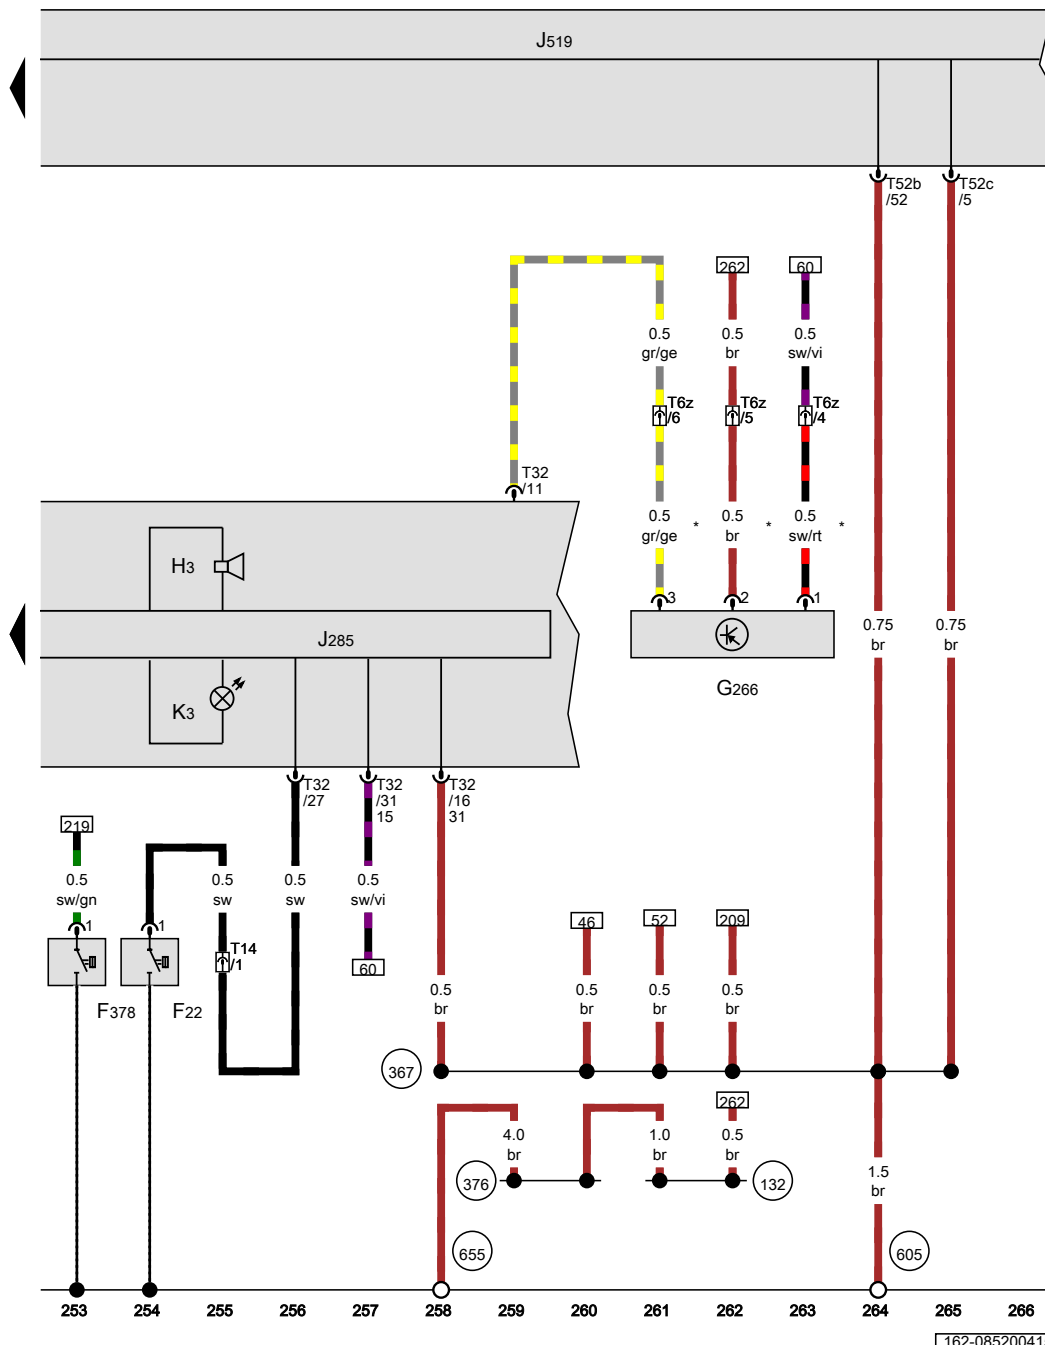 J519
T52b
/52
T52c
/5
262
60
0.5
gr/ge
0.5
br
0.5
sw/vi
T6z
/6
T6z
/5
T6z
/4
T32
/11
0.5
gr/ge
*
0.5
br
*
0.5
sw/rt
*
H3
3
2
1
J285
0.75
br
0.75
br
G266
K3
T32
/27
T32
/31
15
T32
/16
31
219
0.5
sw/gn
0.5
sw
0.5
sw
0.5
sw/vi
1
1
46
52
209
T14
/1
60
F378
F22
0.5
br
0.5
br
0.5
br
0.5
br
367
262
4.0
br
1.0
br
0.5
br
376
132
1.5
br
655
605
253
254
255
256
257
258
259
260
261
262
263
264
265
266